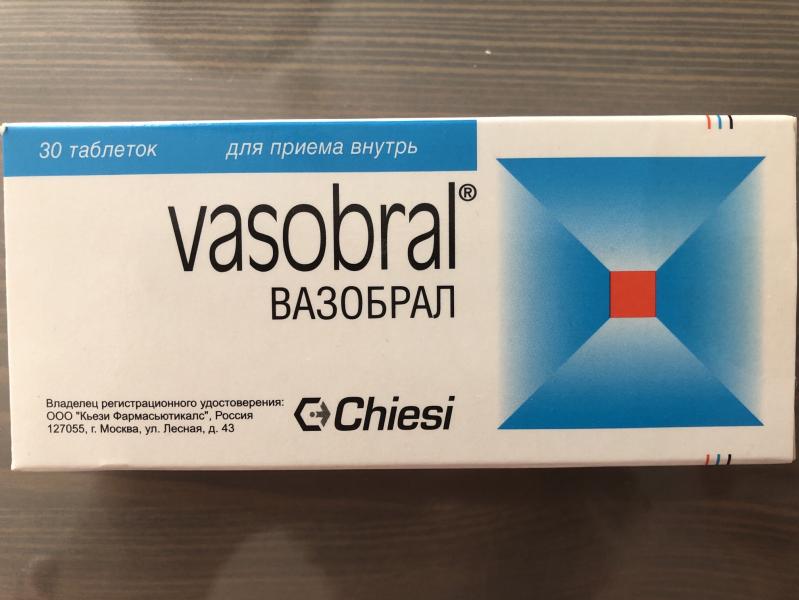 30 таблеток для приема внутрь
vasobral®
ВАЗОБРАЛ
Владелец регистрационного удостоверения:
ООО "Кьези Фармасьютикалс", Россия
127055, г. Москва, ул. Лесная, д. 43
Chiesi